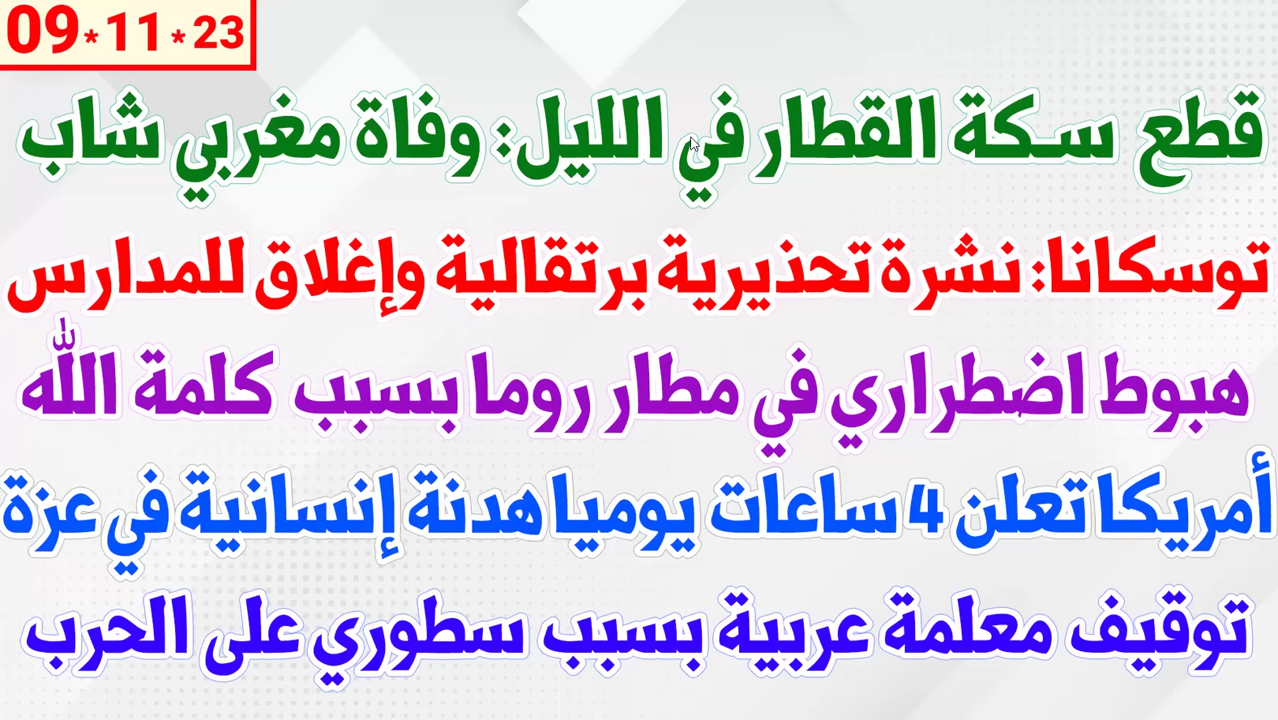 09*11*23
قطع سكة القطار في الليل: وفاة مغربي شاب
توسكانا: نشرة تحذيرية برتقالية وإغلاق للمدارس
هبوط اضطراري في مطار روما بسبب كلمة الله
أمريكا تعلن 4 ساعات يوميا هدنة إنسانية في عزة
توقيف معلمة عربية بسبب سطوري على الحرب